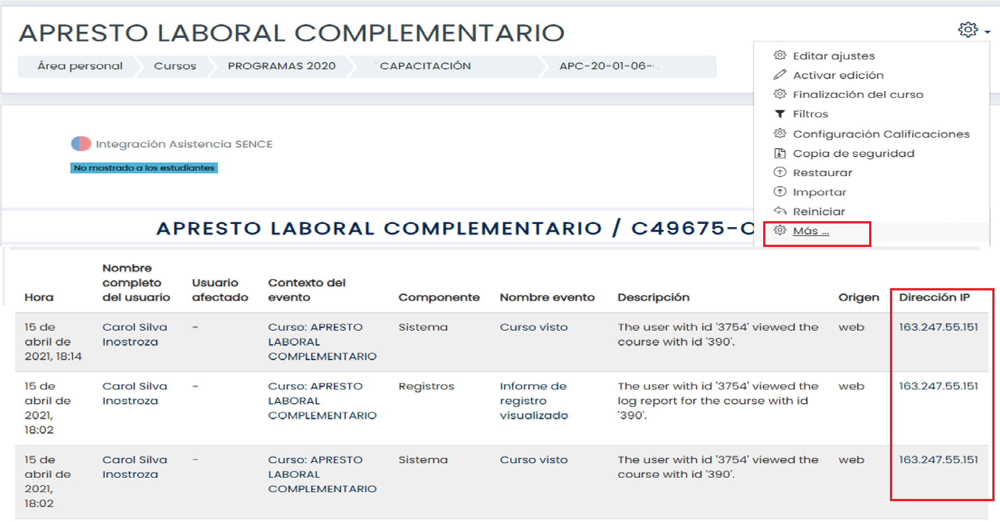 APRESTO LABORAL COMPLEMENTARIO
Área personal
Cursos
PROGRAMAS 2020
CAPACITACIÓN
APC-20-01-06-
Editar ajustes
Activar edición
Finalización del curso
Filtros
Configuración Calificaciones
Copia de seguridad
Restaurar
Importar
Reiniciar
Más ...
Integración Asistencia SENCE
No mostrado a los estudiantes
APRESTO LABORAL COMPLEMENTARIO / C49675-
Hora
Nombre
completo
del usuario
Usuario
afectado
Contexto del
evento
Componente
Nombre evento
Descripción
Origen
Dirección IP
15 de
abril de
2021, 18:14
Carol Silva
Inostroza
-
Curso: APRESTO
LABORAL
COMPLEMENTARIO
Sistema
Curso visto
The user with id '3754' viewed the
course with id '390'.
web
163.247.55.151
15 de
abril de
2021,
18:02
Carol Silva
Inostroza
-
Curso: APRESTO
LABORAL
COMPLEMENTARIO
Registros
Informe de
registro
visualizado
The user with id '3754' viewed the
log report for the course with id
'390'.
web
163.247.55.151
15 de
abril de
2021,
18:02
Carol Silva
Inostroza
-
Curso: APRESTO
LABORAL
COMPLEMENTARIO
Sistema
Curso visto
The user with id '3754' viewed the
course with id '390'.
web
163.247.55.151